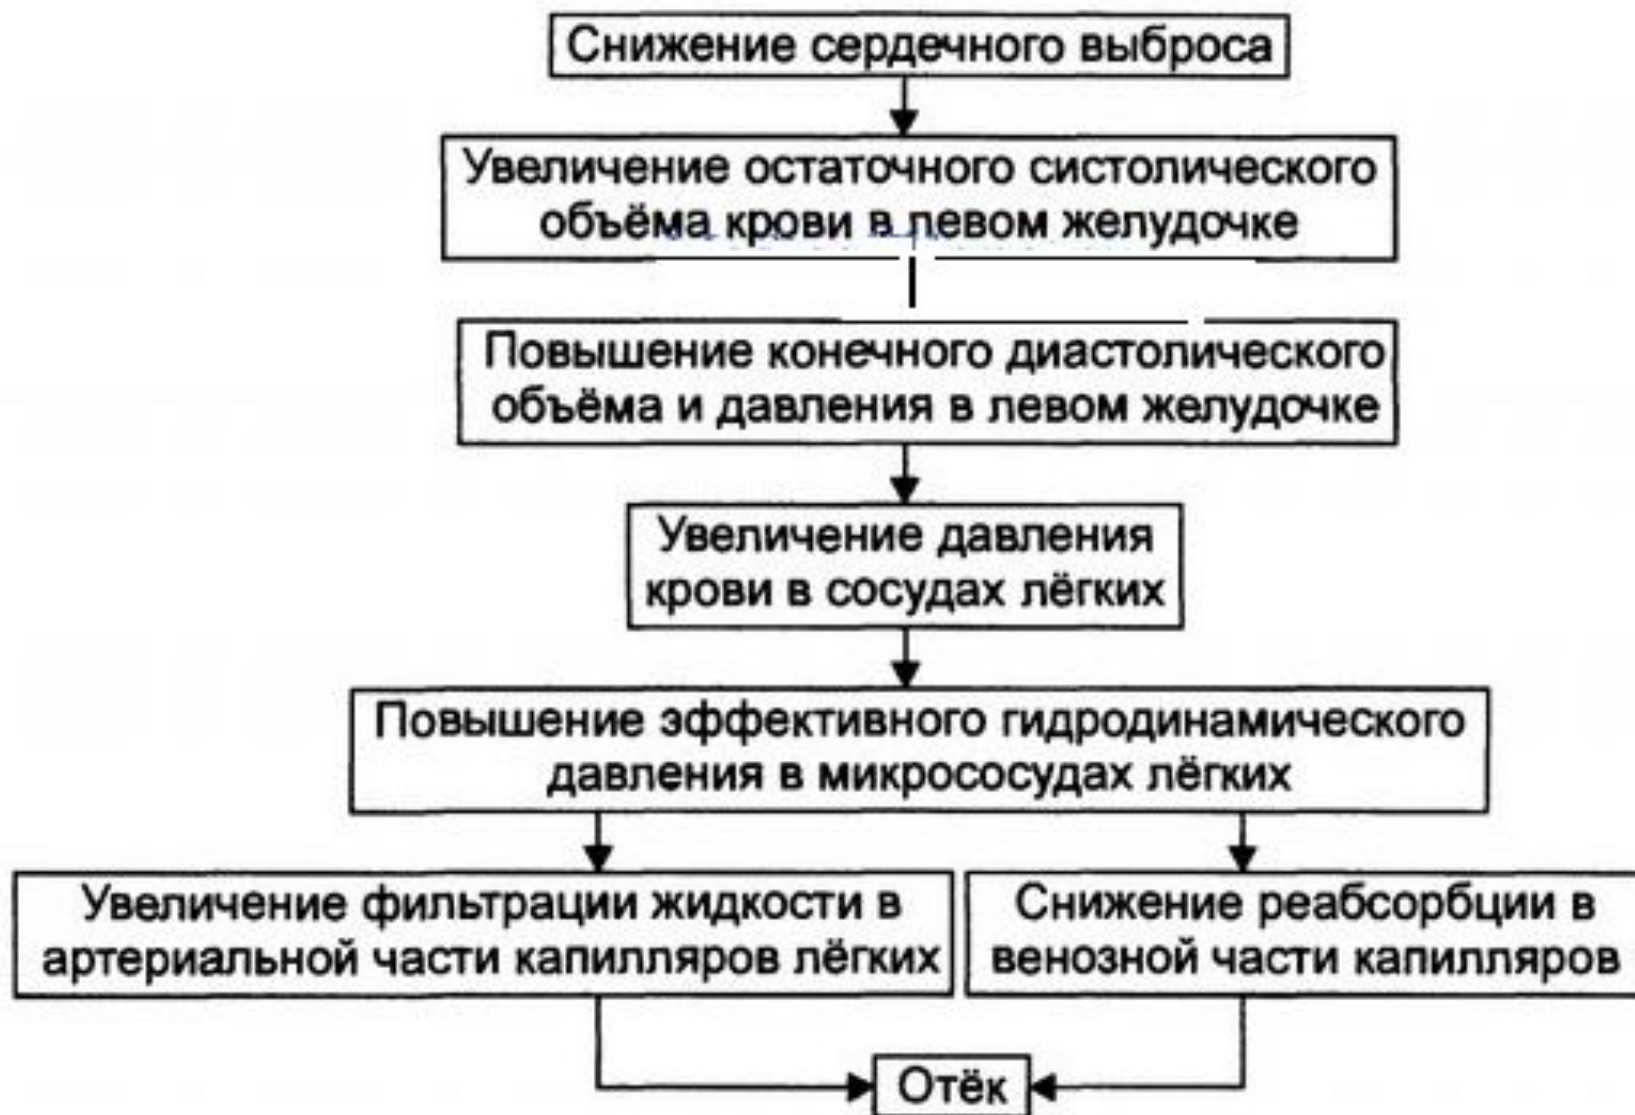 Снижение сердечного выброса
Увеличение остаточного систолического
объёма крови в левом желудочке
Повышение конечного диастолического
объёма и давления в левом желудочке
Увеличение давления
крови в сосудах лёгких
Повышение эффективного гидродинамического
давления в микрососудах лёгких
Увеличение фильтрации жидкости в
артериальной части капилляров лёгких
Снижение реабсорбции в
венозной части капилляров
Отёк